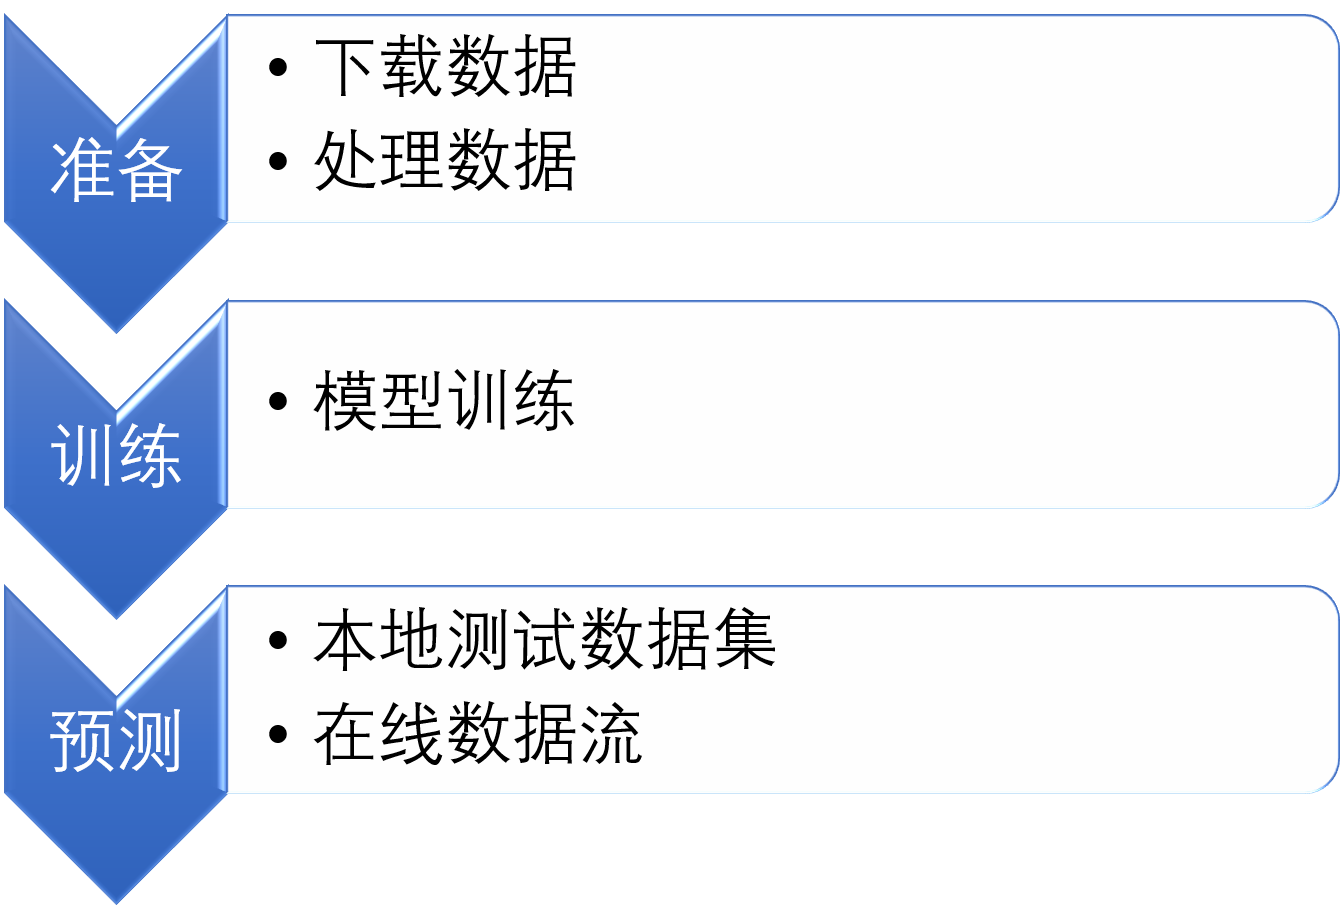 准备
• 下载数据
• 处理数据
训练
• 模型训练
预测
• 本地测试数据集
• 在线数据流